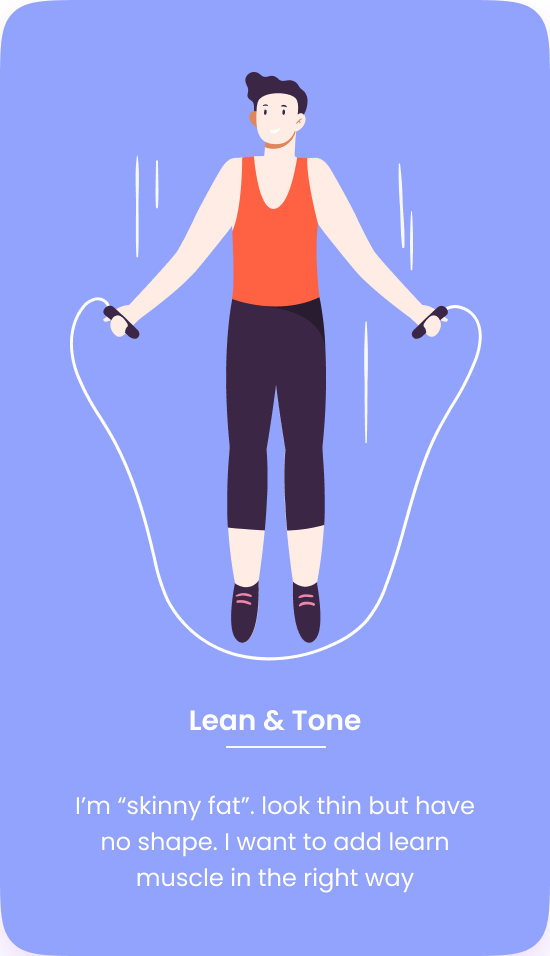 Lean & Tone
I’m “skinny fat”. look thin but have
no shape. I want to add learn
muscle in the right way